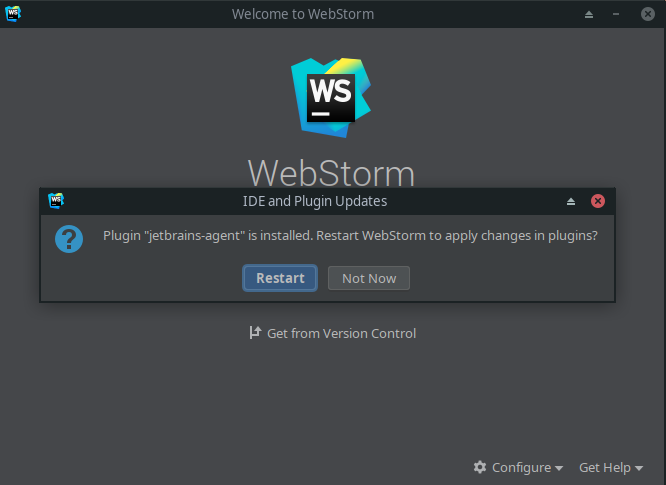 WS
Welcome to WebStorm
WS
WebStorm
WS
IDE and Plugin Updates
?
Plugin "jetbrains-agent" is installed. Restart WebStorm to apply changes in plugins?
Restart
Not Now
Get from Version Control
Configure
Get Help